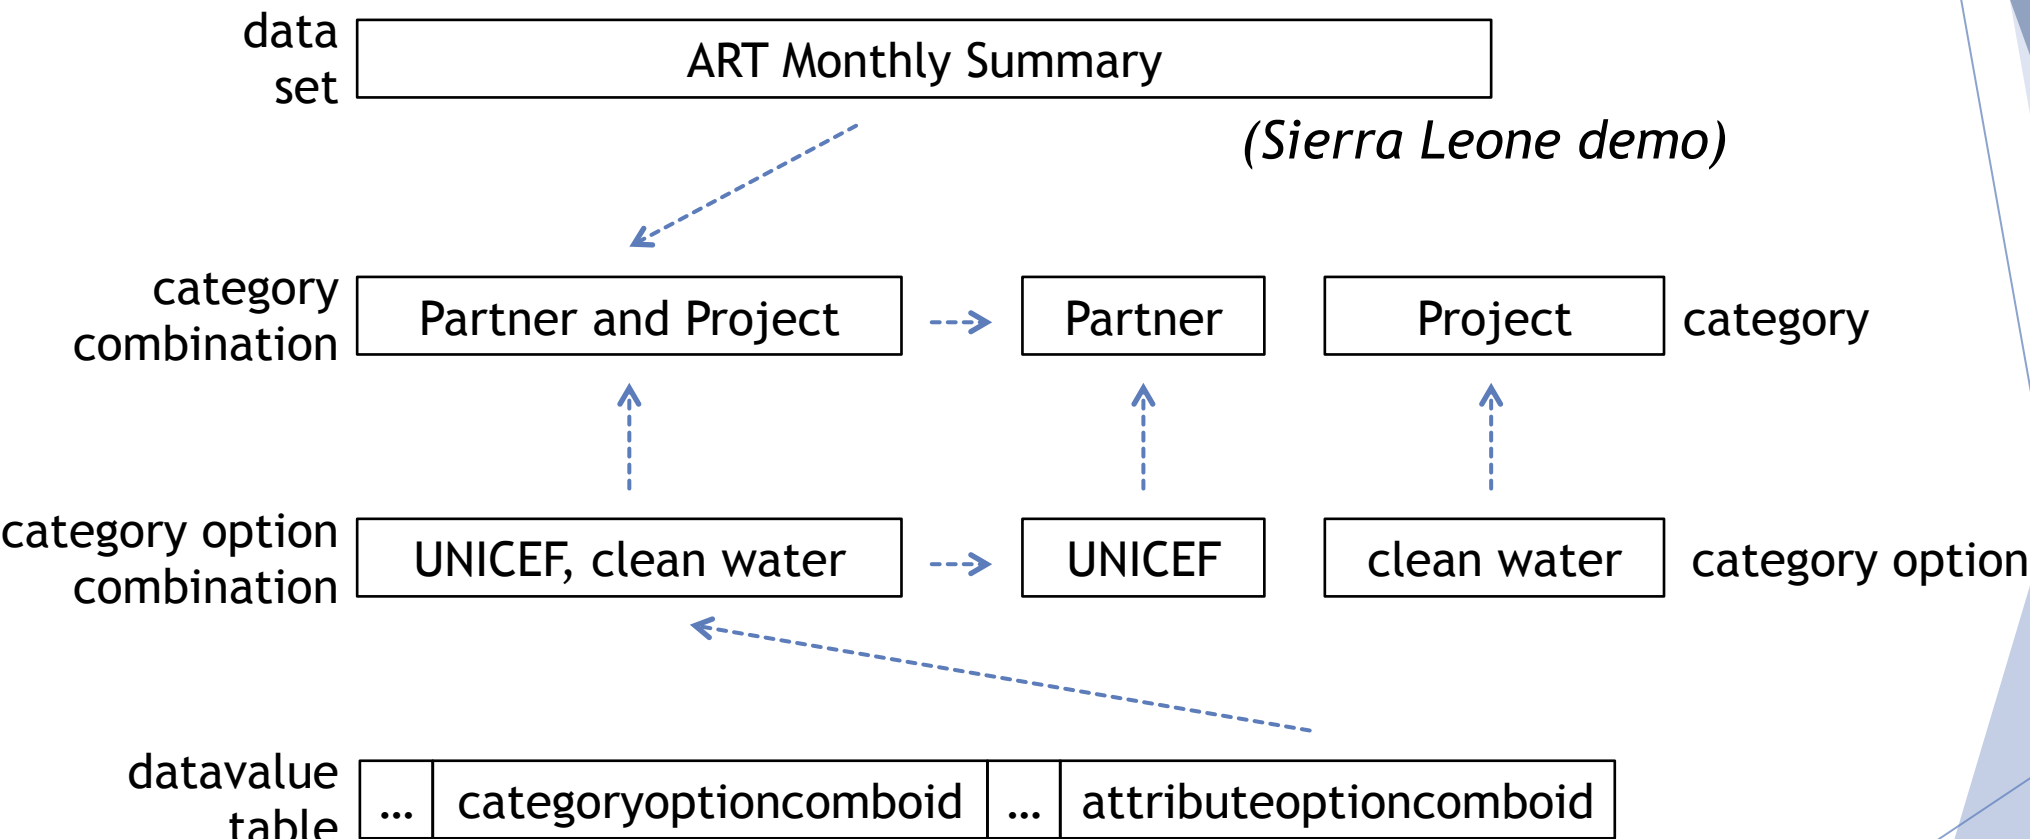 data
set
ART Monthly Summary
(Sierra Leone demo)
category
combination
Partner and Project
Partner
Project
category
category option
combination
UNICEF, clean water
UNICEF
clean water
category option
datavalue
table
...
categoryoptioncomboid
...
attributeoptioncomboid